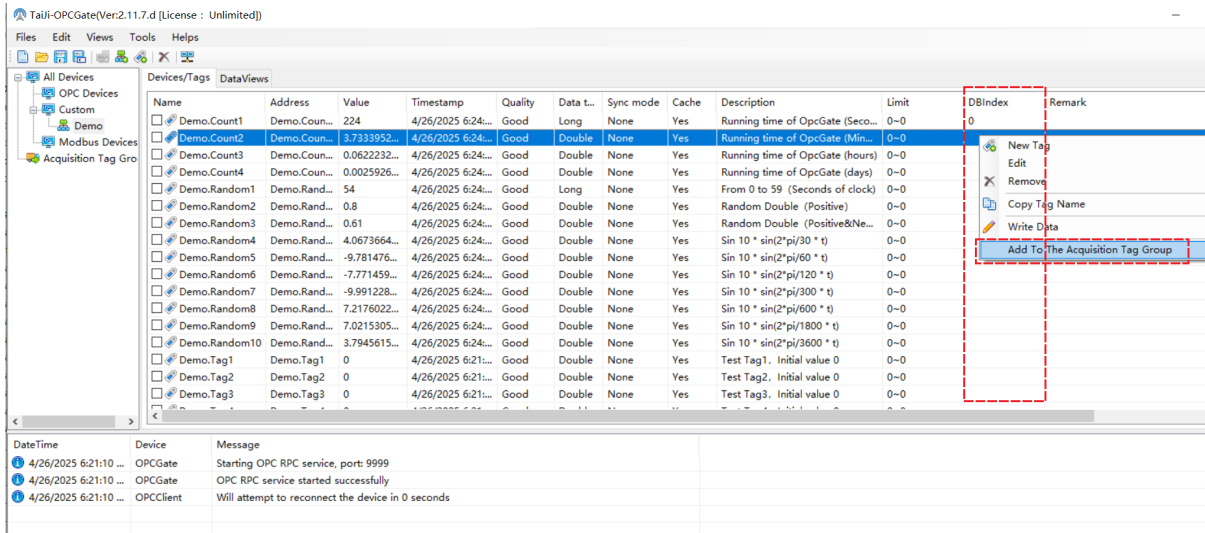 TaiJi-OPCGate(Ver:2.11.7.d [License： Unlimited])
Files Edit Views Tools Helps
All Devices
OPC Devices
Custom
Demo
Modbus Devices
Acquisition Tag Gro
Devices/Tags DataViews
Name Address Value Timestamp Quality Data t... Sync mode Cache Description Limit DBIndex Remark
Demo.Count1 Demo.Coun... 224 4/26/2025 6:24:... Good Long None Yes Running time of OpcGate (Seco... 0~0 0
Demo.Count2 Demo.Coun... 3.7333952... 4/26/2025 6:24:... Good Double None Yes Running time of OpcGate (Min... 0~0
Demo.Count3 Demo.Coun... 0.0622232... 4/26/2025 6:24:... Good Double None Yes Running time of OpcGate (hours) 0~0
Demo.Count4 Demo.Coun... 0.0025926... 4/26/2025 6:24:... Good Double None Yes Running time of OpcGate (days) 0~0
Demo.Random1 Demo.Rand... 54 4/26/2025 6:24:... Good Long None Yes From 0 to 59（Seconds of clock） 0~0
Demo.Random2 Demo.Rand... 0.8 4/26/2025 6:24:... Good Double None Yes Random Double（Positive） 0~0
Demo.Random3 Demo.Rand... 0.61 4/26/2025 6:24:... Good Double None Yes Random Double（Positive&Ne... 0~0
Demo.Random4 Demo.Rand... 4.0673664... 4/26/2025 6:24:... Good Double None Yes Sin 10 * sin(2*pi/30 * t) 0~0
Demo.Random5 Demo.Rand... -9.781476... 4/26/2025 6:24:... Good Double None Yes Sin 10 * sin(2*pi/60 * t) 0~0
Demo.Random6 Demo.Rand... -7.771459... 4/26/2025 6:24:... Good Double None Yes Sin 10 * sin(2*pi/120 * t) 0~0
Demo.Random7 Demo.Rand... -9.991228... 4/26/2025 6:24:... Good Double None Yes Sin 10 * sin(2*pi/300 * t) 0~0
Demo.Random8 Demo.Rand... 7.2176022... 4/26/2025 6:24:... Good Double None Yes Sin 10 * sin(2*pi/600 * t) 0~0
Demo.Random9 Demo.Rand... 7.0215305... 4/26/2025 6:24:... Good Double None Yes Sin 10 * sin(2*pi/1800 * t) 0~0
Demo.Random10 Demo.Rand... 3.7945615... 4/26/2025 6:24:... Good Double None Yes Sin 10 * sin(2*pi/3600 * t) 0~0
Demo.Tag1 Demo.Tag1 0 4/26/2025 6:21:... Good Double None Yes Test Tag1，Initial value 0 0~0
Demo.Tag2 Demo.Tag2 0 4/26/2025 6:21:... Good Double None Yes Test Tag2，Initial value 0 0~0
Demo.Tag3 Demo.Tag3 0 4/26/2025 6:21:... Good Double None Yes Test Tag3，Initial value 0 0~0
New Tag
Edit
Remove
Copy Tag Name
Write Data
Add To The Acquisition Tag Group
DateTime Device Message
4/26/2025 6:21:10 ... OPCGate Starting OPC RPC service, port: 9999
4/26/2025 6:21:10 ... OPCGate OPC RPC service started successfully
4/26/2025 6:21:10 ... OPCClient Will attempt to reconnect the device in 0 seconds